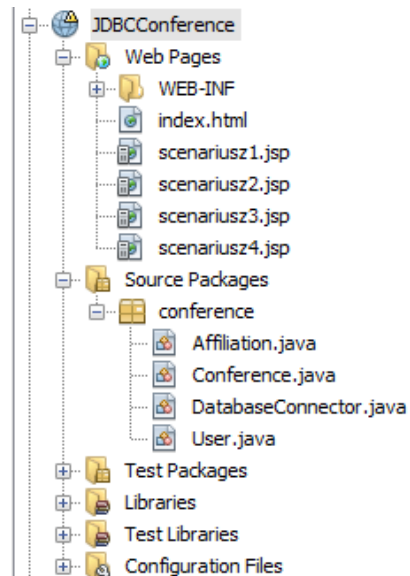 JDBCConference
Web Pages
WEB-INF
index.html
scenariusz1.jsp
scenariusz2.jsp
scenariusz3.jsp
scenariusz4.jsp
Source Packages
conference
Affiliation.java
Conference.java
DatabaseConnector.java
User.java
Test Packages
Libraries
Test Libraries
Configuration Files